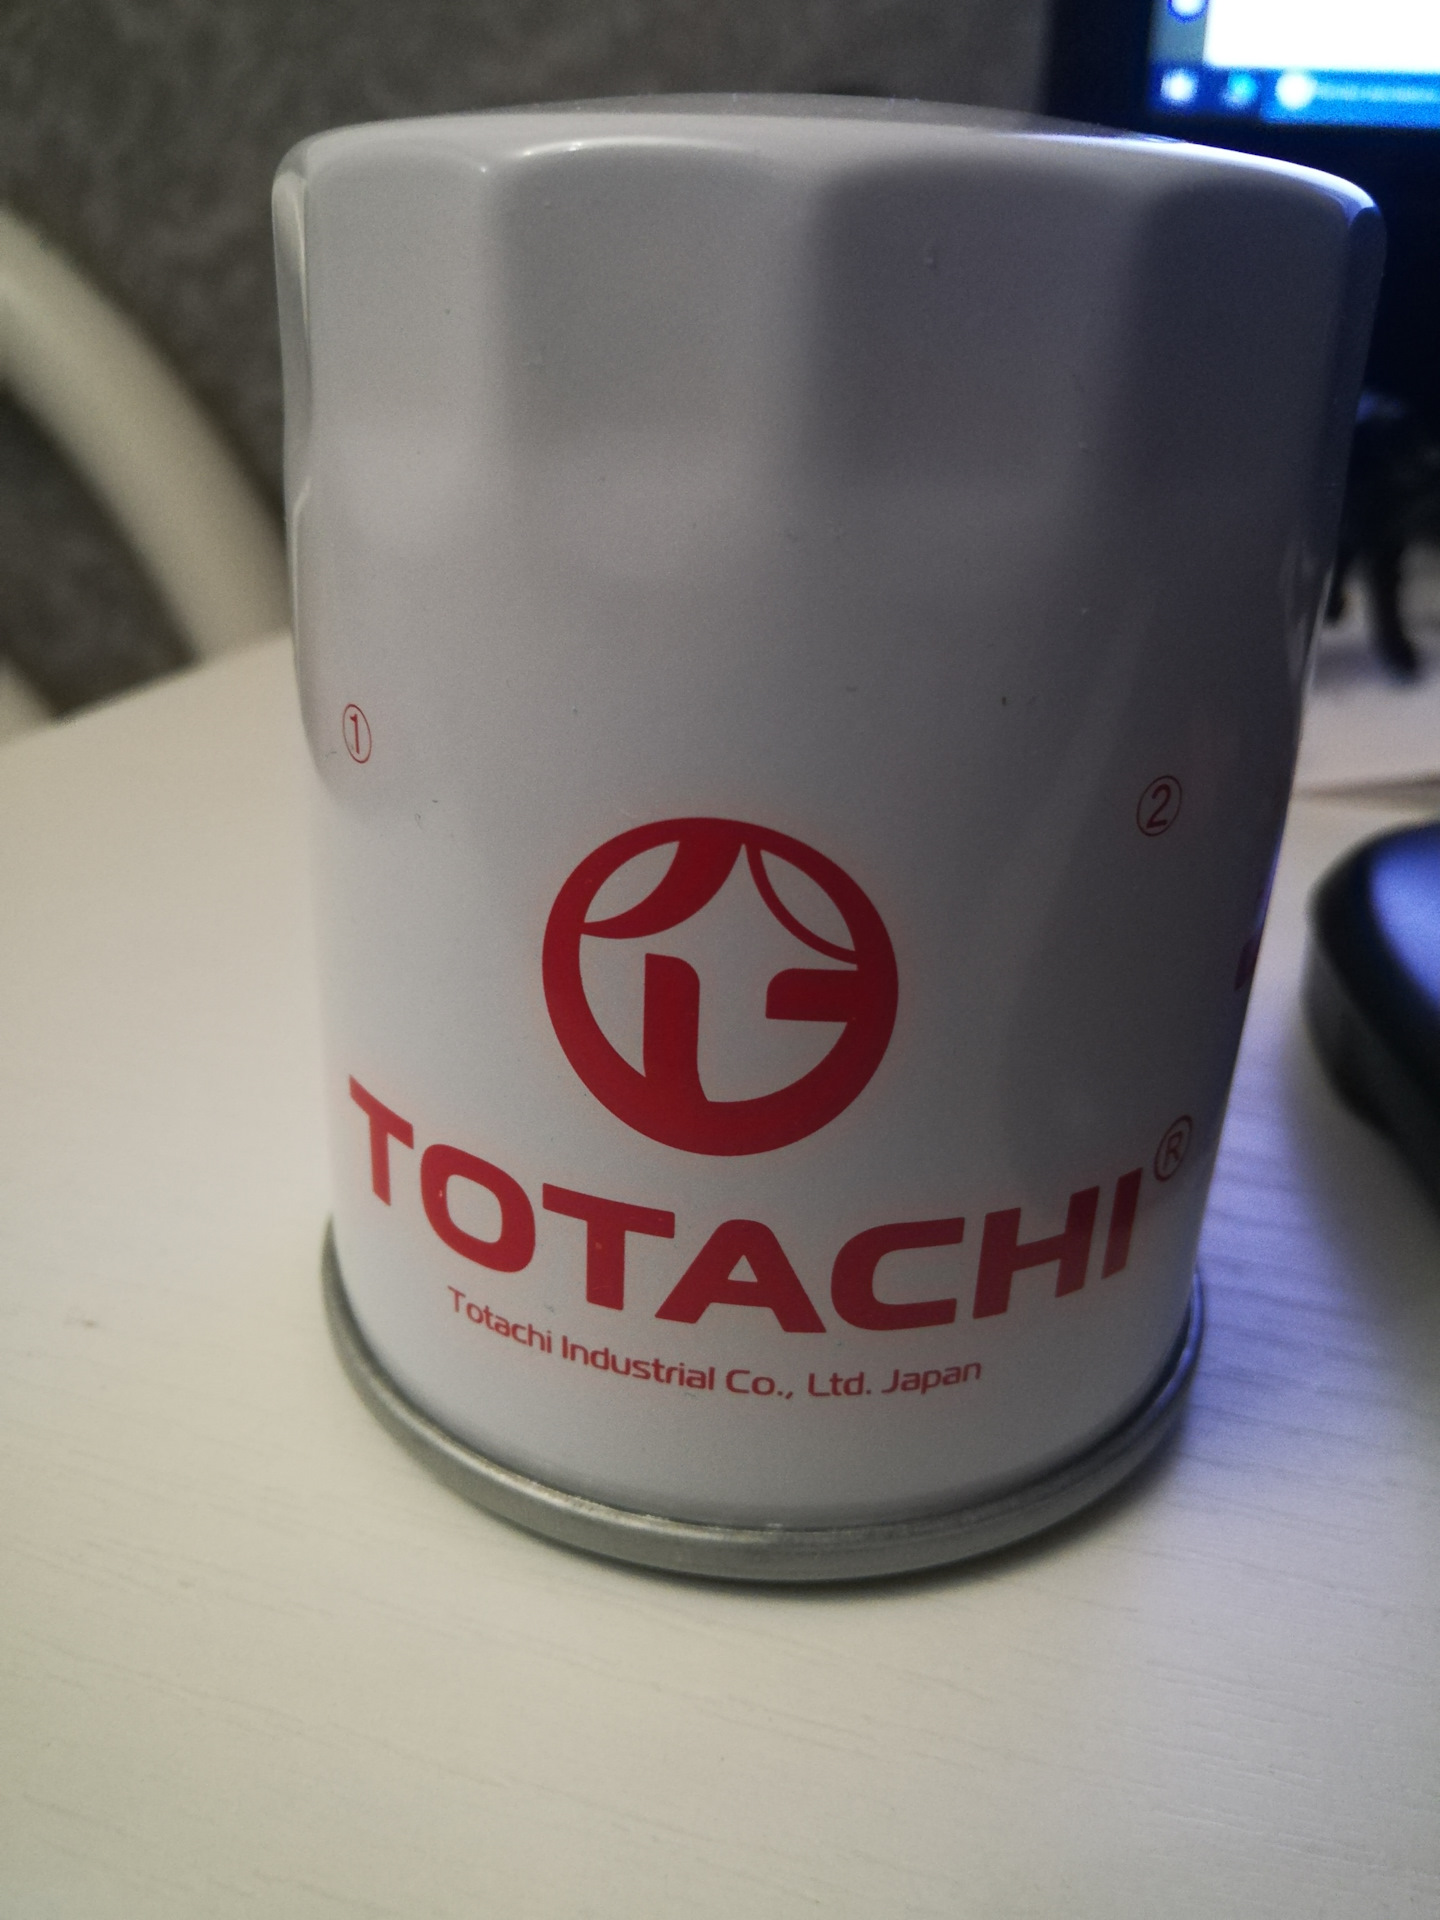 ①
②
TOTACHI®
Totachi Industrial Co., Ltd. Japan